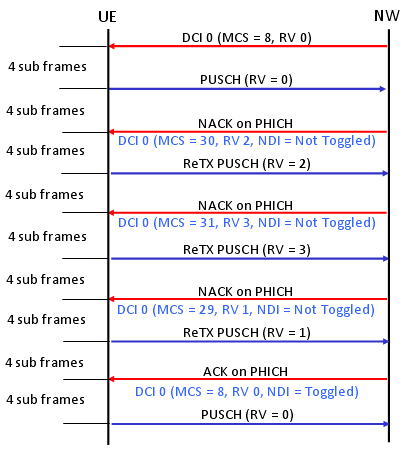 UE NW
DCI 0 (MCS = 8, RV 0)
4 sub frames
PUSCH (RV = 0)
4 sub frames
NACK on PHICH
DCI 0 (MCS = 30, RV 2, NDI = Not Toggled)
4 sub frames
ReTX PUSCH (RV = 2)
4 sub frames
NACK on PHICH
DCI 0 (MCS = 31, RV 3, NDI = Not Toggled)
4 sub frames
ReTX PUSCH (RV = 3)
4 sub frames
NACK on PHICH
DCI 0 (MCS = 29, RV 1, NDI = Not Toggled)
4 sub frames
ReTX PUSCH (RV = 1)
4 sub frames
ACK on PHICH
DCI 0 (MCS = 8, RV 0, NDI = Toggled)
4 sub frames
PUSCH (RV = 0)